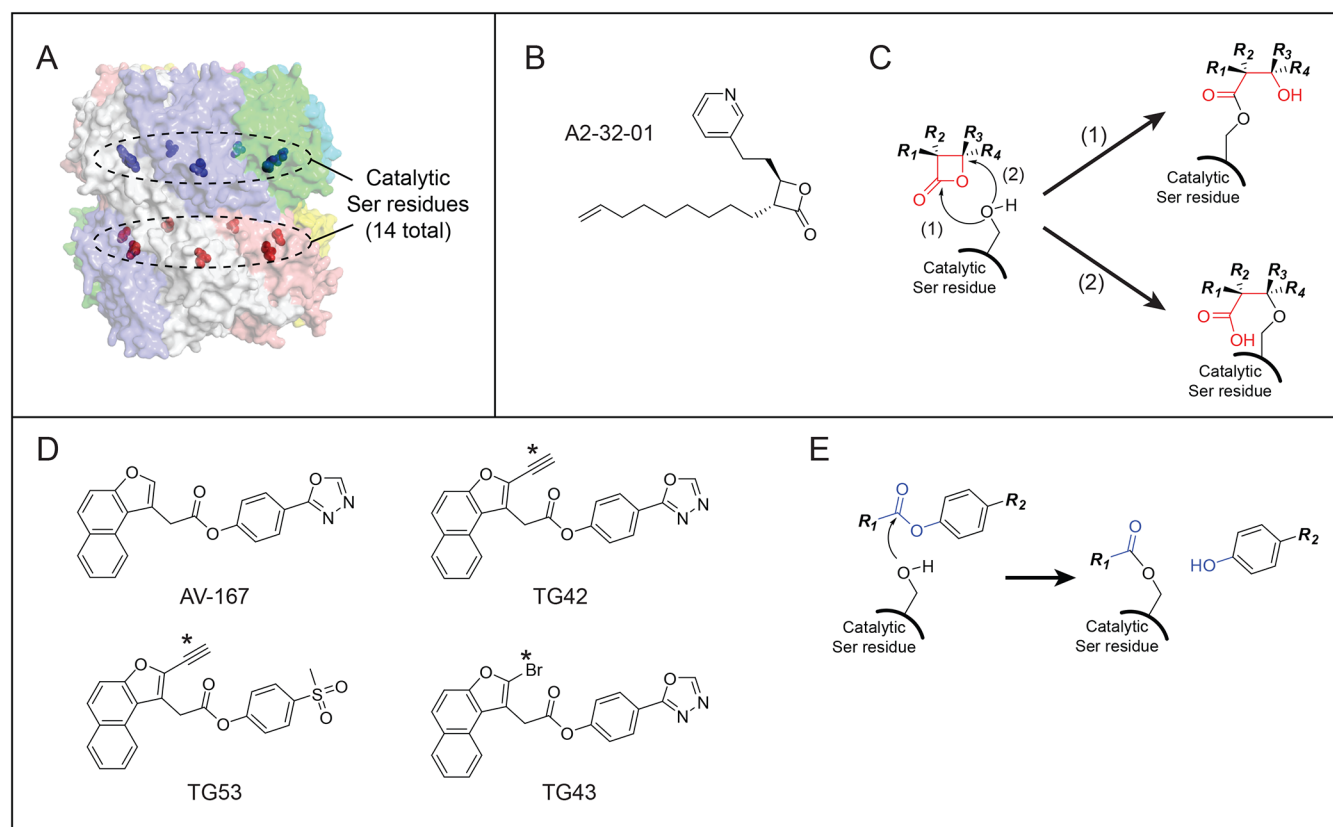 A
Catalytic
Ser residues
(14 total)
B
A2-32-01
N
O
O
C
R2
R3
R1
R4
O
O
(2)
O-H
(1)
Catalytic
Ser residue
(1)
(2)
R2
R3
R1
R4
O
OH
O
Catalytic
Ser residue
R2
R3
R1
R4
O
O
OH
Catalytic
Ser residue
D
O
O
O
O
N
N
AV-167
*
O
O
O
O
N
N
TG42
*
O
O
O
S
O
O
TG53
*
Br
O
O
O
O
N
N
TG43
E
O
R1
O
R2
O-H
Catalytic
Ser residue
O
R1
O
Catalytic
Ser residue
HO
R2